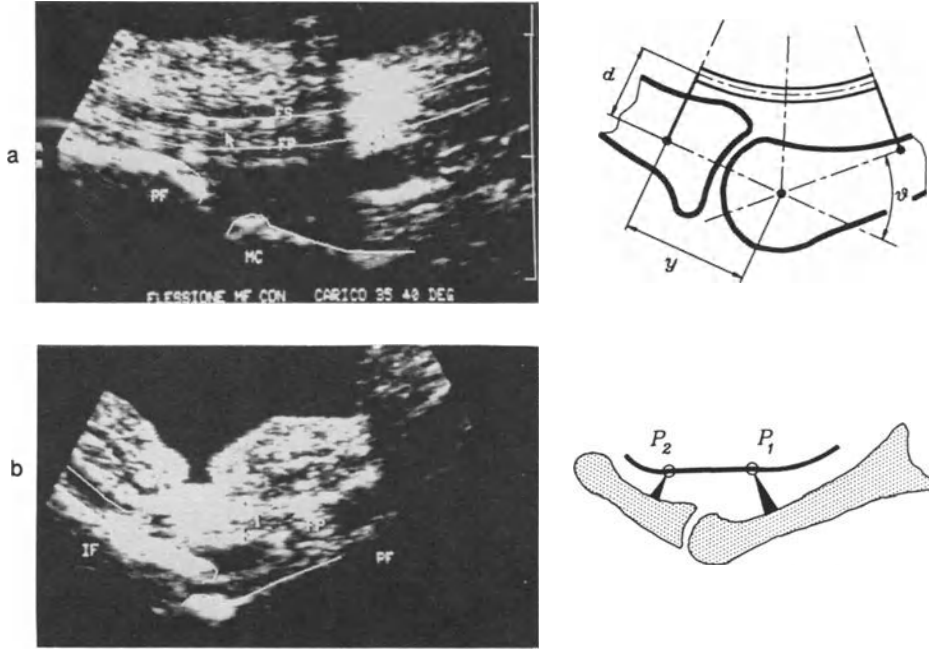 a
FS
FP
PF
MC
FLESSIONE MF CON CARICO 35 40 DEG
d
y
ϑ
b
IF
FP
PF
P₂
P₁